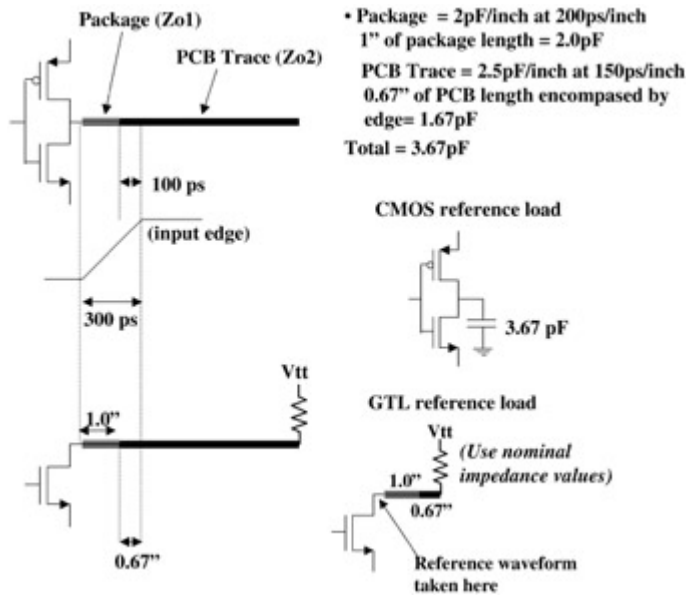 Package (Zo1)
PCB Trace (Zo2)
100 ps
(input edge)
300 ps
Vtt
1.0”
0.67”
• Package = 2pF/inch at 200ps/inch
1” of package length = 2.0pF
PCB Trace = 2.5pF/inch at 150ps/inch
0.67” of PCB length encompased by
edge= 1.67pF
Total = 3.67pF
CMOS reference load
3.67 pF
GTL reference load
Vtt
(Use nominal
impedance values)
1.0”
0.67”
Reference waveform
taken here